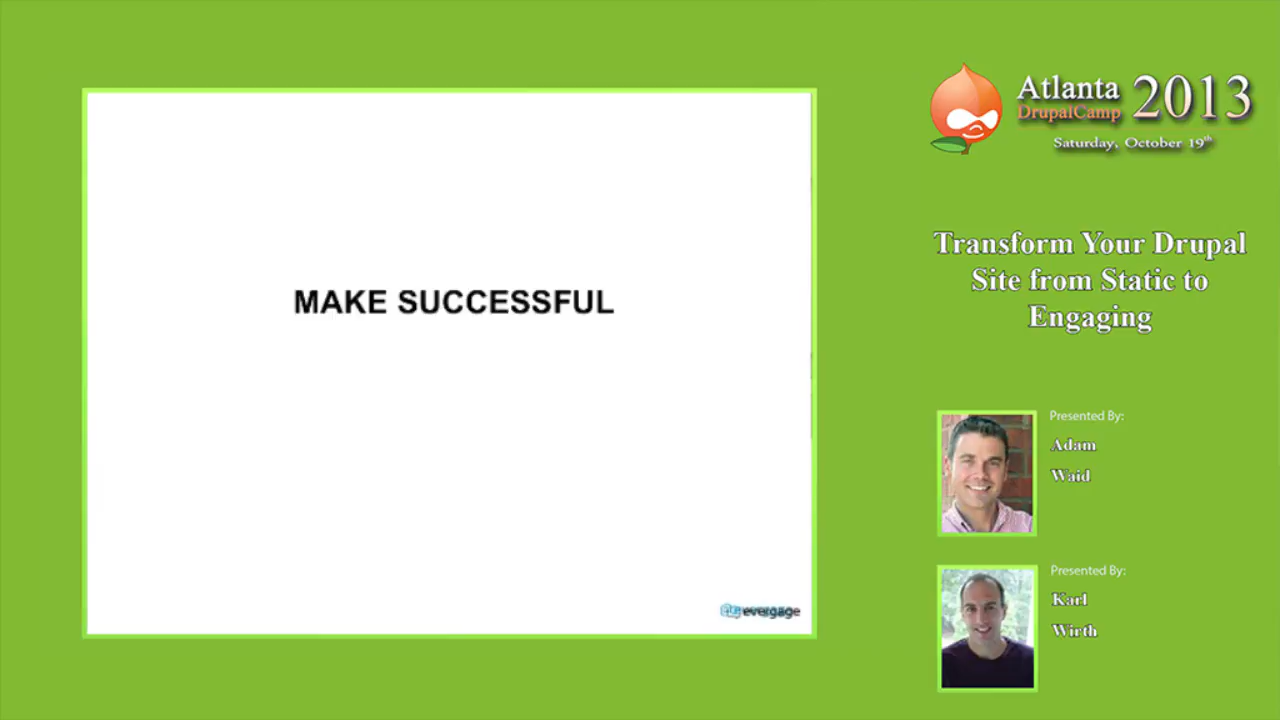 MAKE SUCCESSFUL
evergage
Atlanta
DrupalCamp
2013
Saturday, October 19th
Transform Your Drupal
Site from Static to
Engaging
Presented By:
Adam
Waid
Presented By:
Karl
Wirth